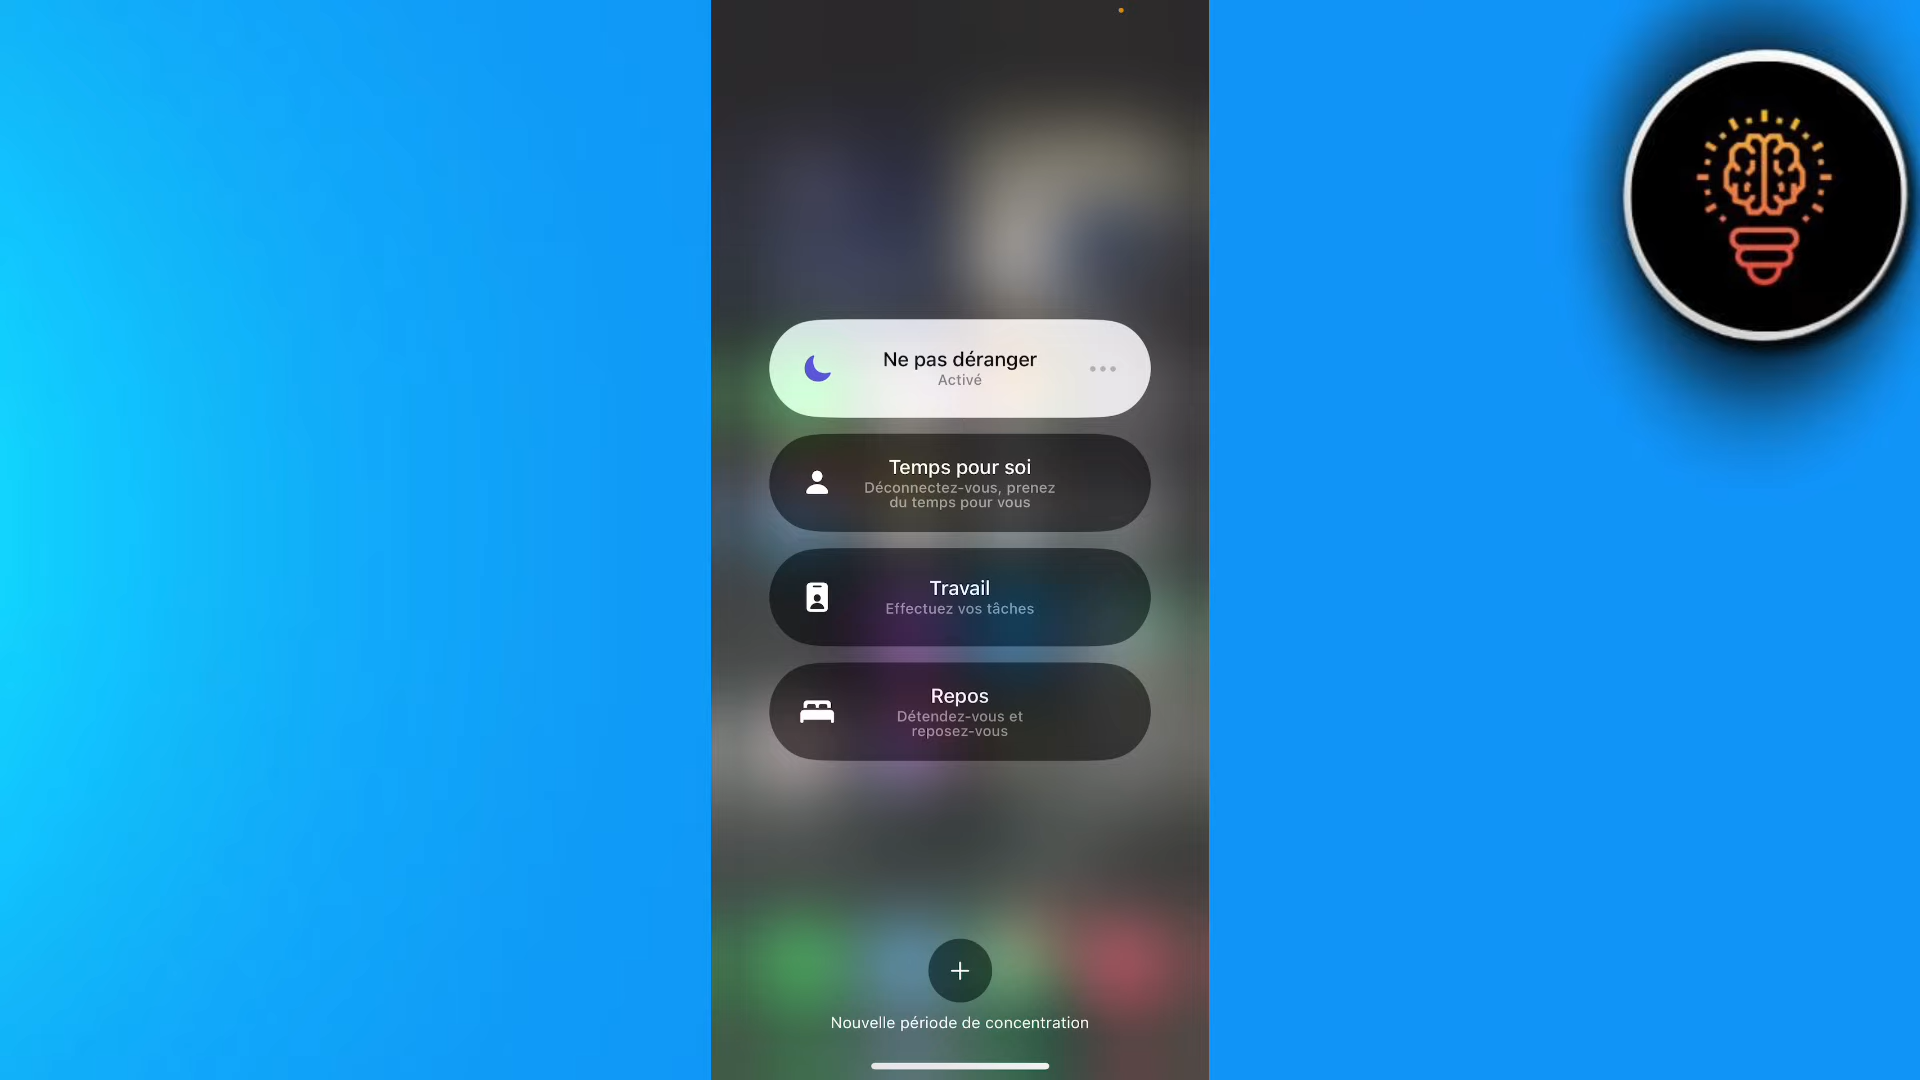 Ne pas déranger
Activé
Temps pour soi
Déconnectez-vous, prenez
du temps pour vous
Travail
Effectuez vos tâches
Repos
Détendez-vous et
reposez-vous
Nouvelle période de concentration